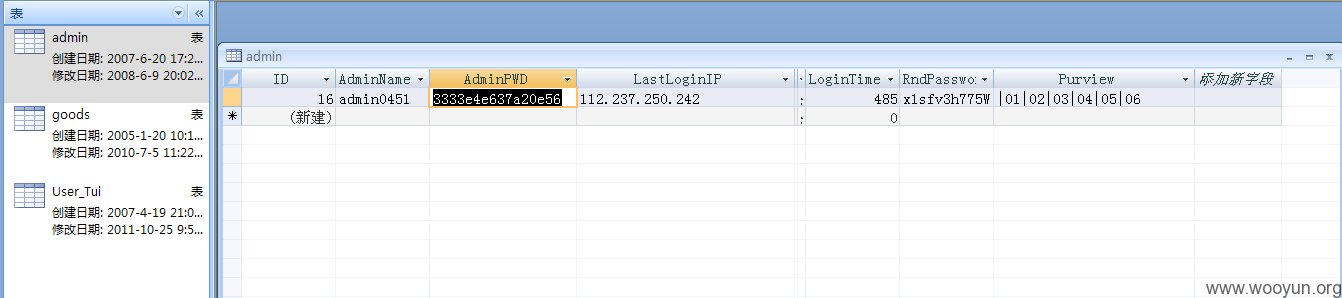 表
admin 表
创建日期: 2007-6-20 17:2...
修改日期: 2008-6-9 20:02...
goods 表
创建日期: 2005-1-20 10:1...
修改日期: 2010-7-5 11:22...
User_Tui 表
创建日期: 2007-4-19 21:0...
修改日期: 2011-10-25 9:5...
admin
ID AdminName AdminPWD LastLoginIP LoginTime RndPasswo Purview 添加新字段
16 admin0451 3333e4e637a20e56 112.237.250.242 : 485 x1sfv3h775W |01|02|03|04|05|06
* (新建) : 0
www.wooyun.org